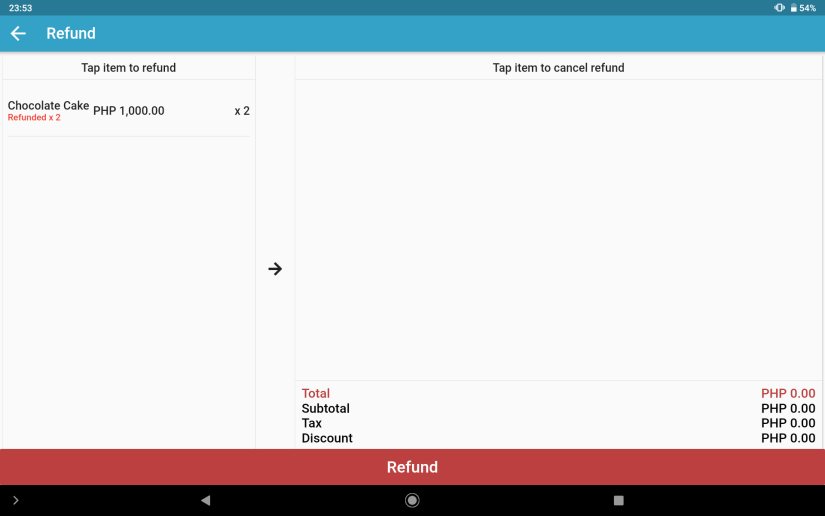 23:53
54%
Refund
Tap item to refund
Tap item to cancel refund
Chocolate Cake PHP 1,000.00 x 2
Refunded x 2
Total PHP 0.00
Subtotal PHP 0.00
Tax PHP 0.00
Discount PHP 0.00
Refund